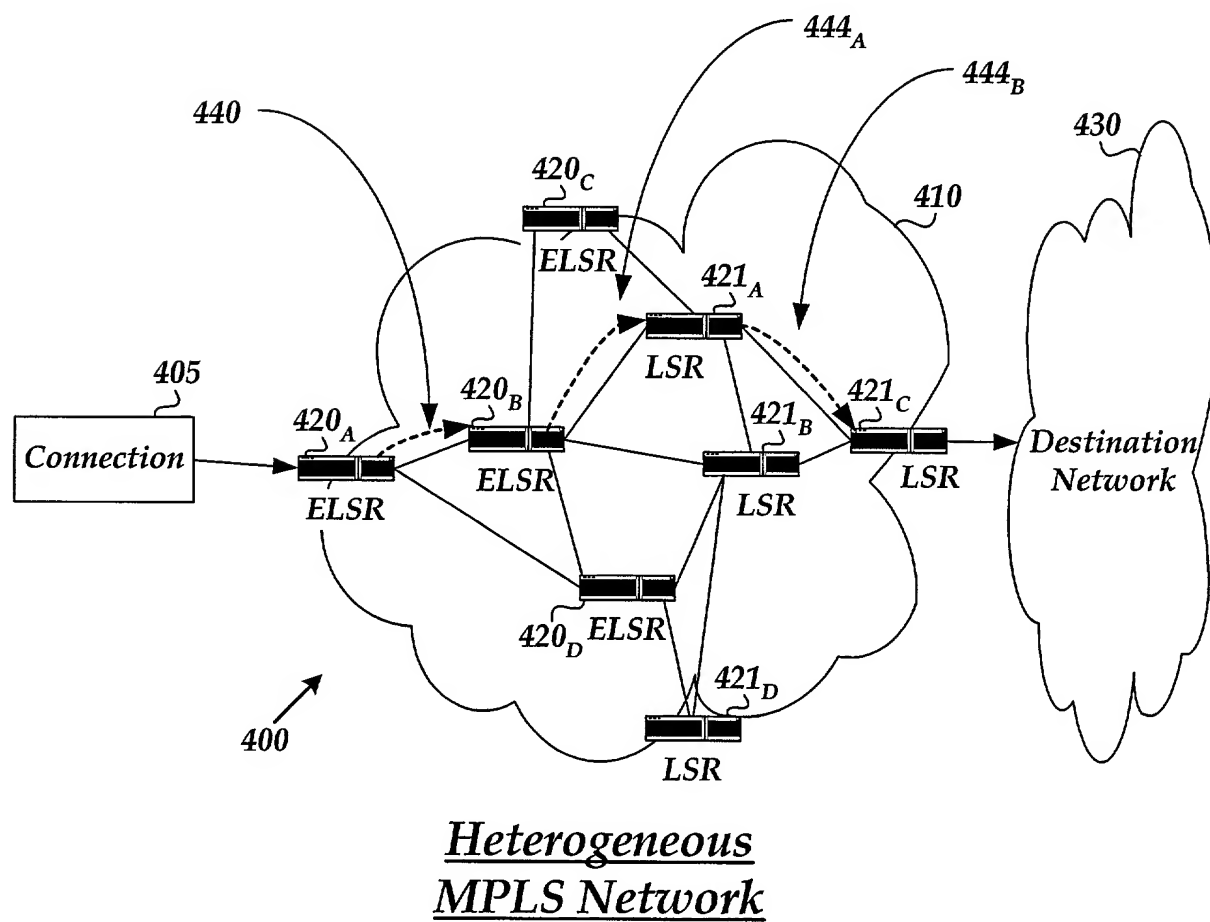 444A
444B
440
430
420C
410
ELSR
421A
LSR
405
420B
421C
420A
421B
Connection
Destination
Network
ELSR
ELSR
LSR
LSR
420D
ELSR
421D
400
LSR
Heterogeneous
MPLS Network